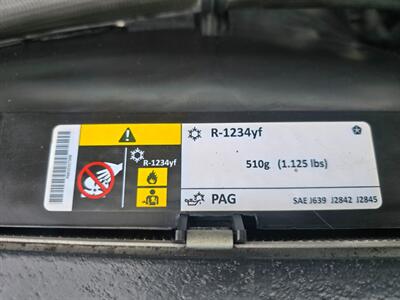 R-1234yf
R-1234yf
510g (1.125 lbs)
PAG
SAE J639 J2842 J2845